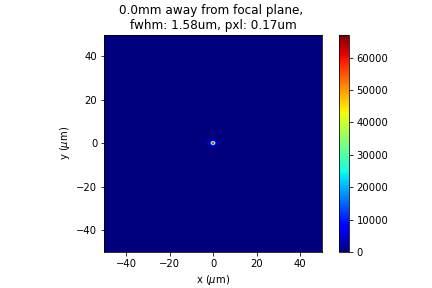 0.0mm away from focal plane,
fwhm: 1.58um, pxl: 0.17um
60000
50000
40000
30000
20000
10000
0
40
20
0
−20
−40
y (μm)
−40 −20 0 20 40
x (μm)